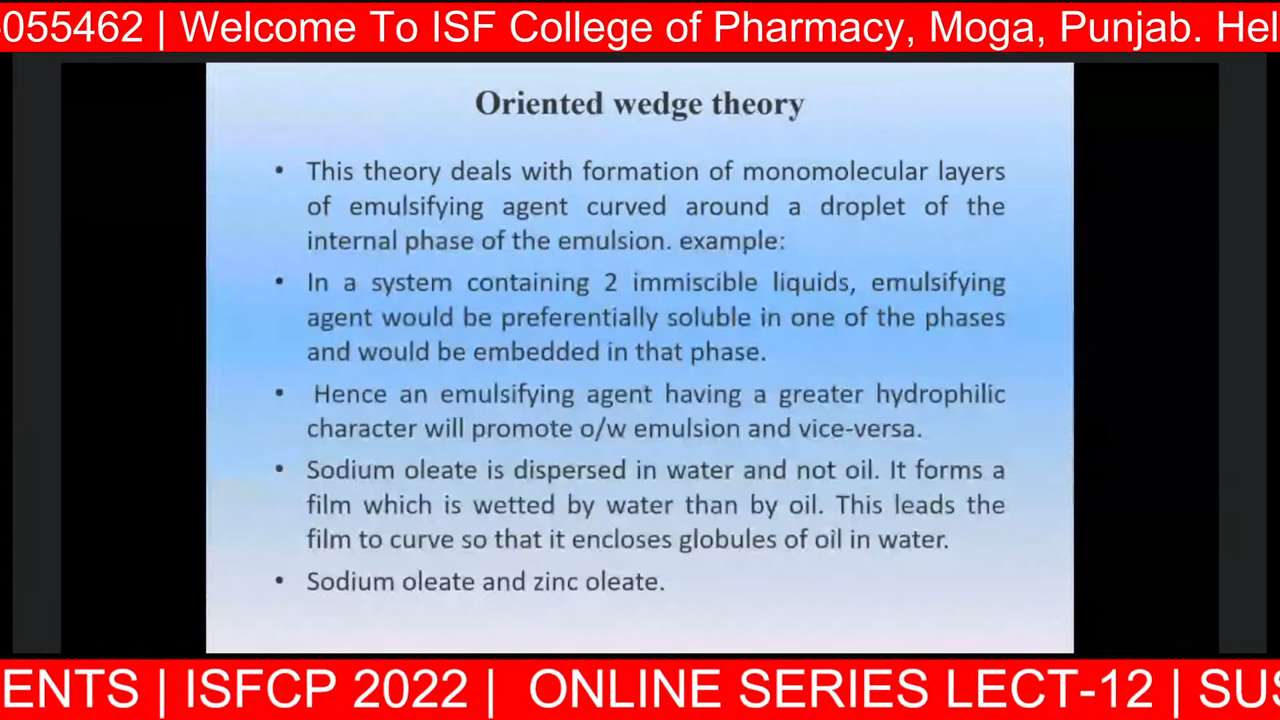 -055462 | Welcome To ISF College of Pharmacy, Moga, Punjab. Hel
Oriented wedge theory
• This theory deals with formation of monomolecular layers
of emulsifying agent curved around a droplet of the
internal phase of the emulsion. example:
• In a system containing 2 immiscible liquids, emulsifying
agent would be preferentially soluble in one of the phases
and would be embedded in that phase.
• Hence an emulsifying agent having a greater hydrophilic
character will promote o/w emulsion and vice-versa.
• Sodium oleate is dispersed in water and not oil. It forms a
film which is wetted by water than by oil. This leads the
film to curve so that it encloses globules of oil in water.
• Sodium oleate and zinc oleate.
ENTS | ISFCP 2022 | ONLINE SERIES LECT-12 | SUS